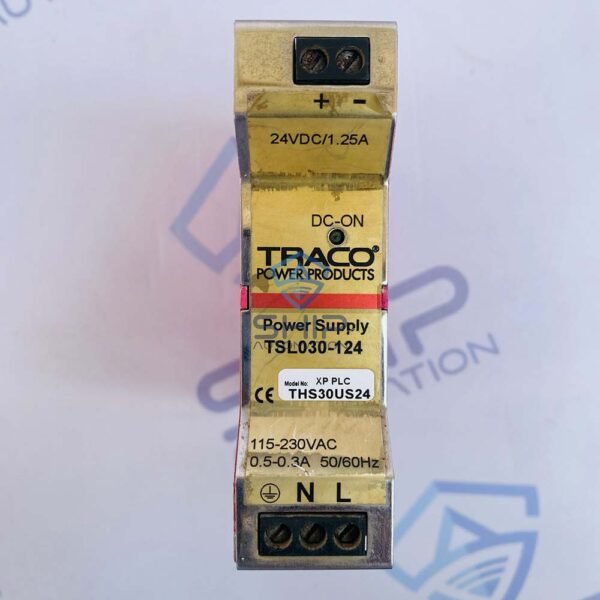 + −
24VDC/1.25A
DC-ON
TRACO®
POWER PRODUCTS
SHIP
Power Supply
TSL030-124
Model No: XP PLC
THS30US24
CE
115-230VAC
0.5-0.3A 50/60Hz
N L